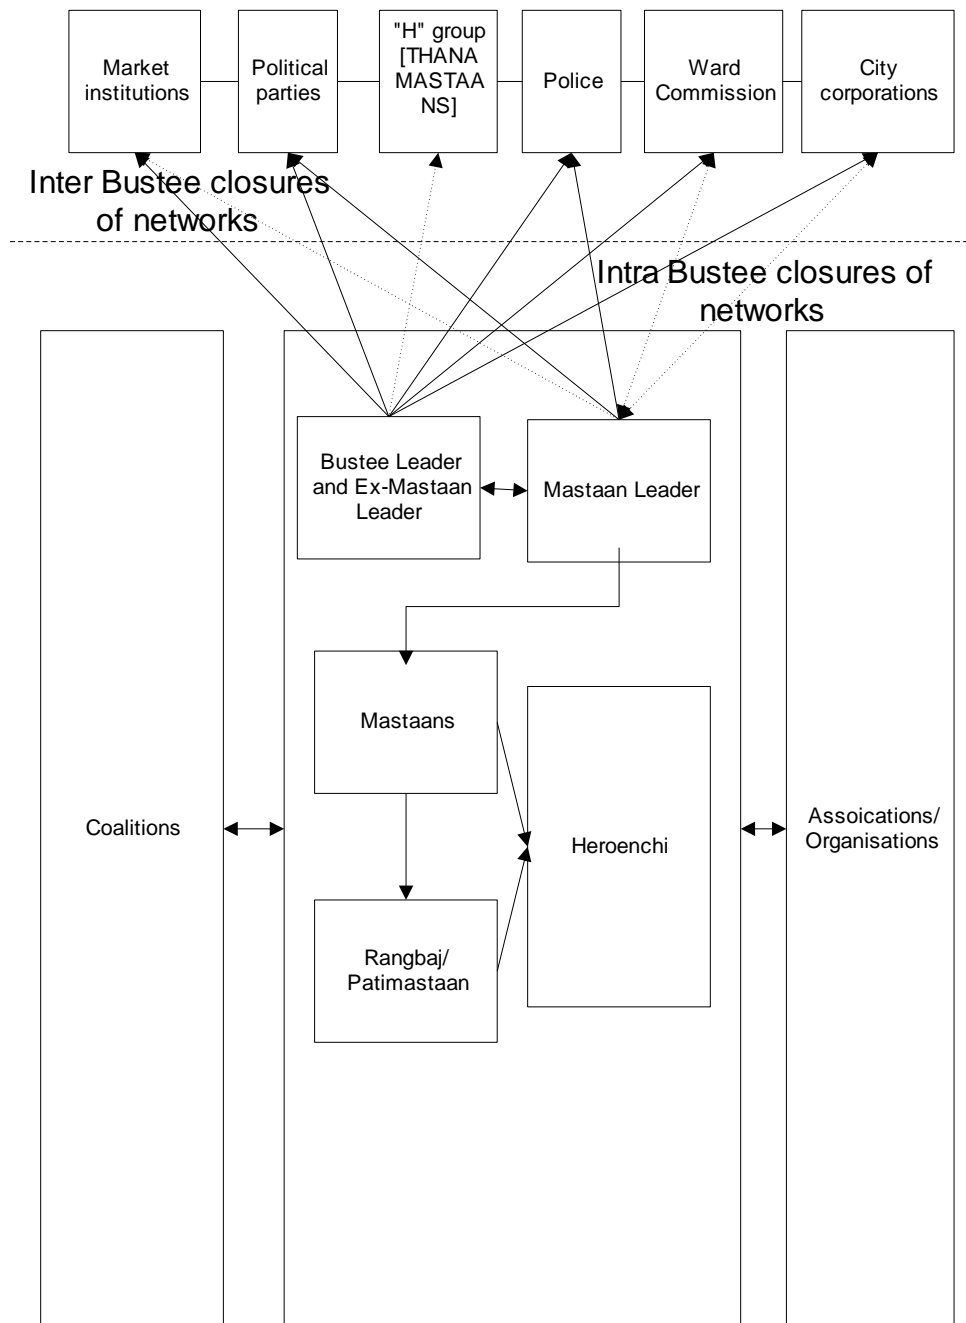 Market
institutions
Political
parties
"H" group
[THANA
MASTAA
NS]
Police
Ward
Commission
City
corporations
Inter Bustee closures
of networks
Intra Bustee closures of
networks
Bustee Leader
and Ex-Mastaan
Leader
Mastaan Leader
Mastaans
Heroenchi
Coalitions
Assoications/
Organisations
Rangbaj/
Patimastaan